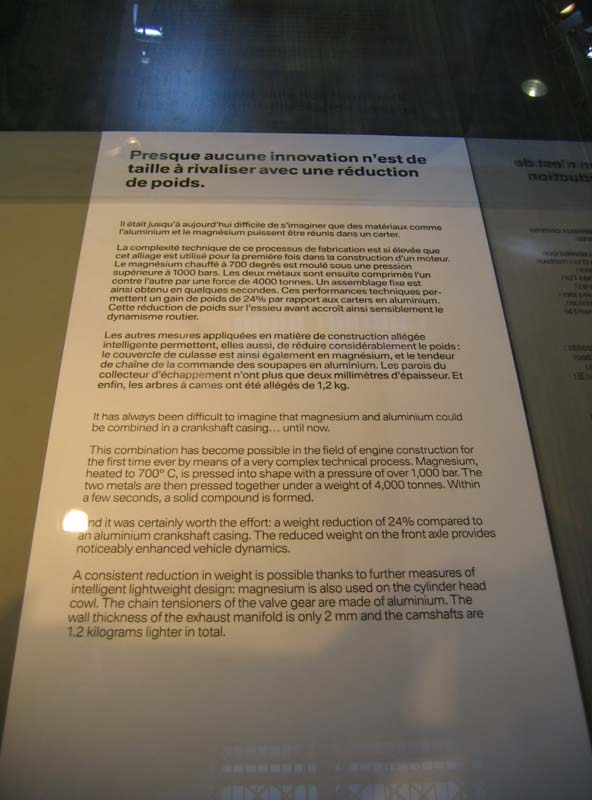 Presque aucune innovation n'est de
taille à rivaliser avec une réduction
de poids.
Il était jusqu'à aujourd'hui difficile de s'imaginer que des matériaux comme
l'aluminium et le magnésium puissent être réunis dans un carter.
La complexité technique de ce processus de fabrication est si élevée que
cet alliage est utilisé pour la première fois dans la construction d'un moteur.
Le magnésium chauffé à 700 degrés est moulé sous une pression
supérieure à 1000 bars. Les deux métaux sont ensuite comprimés l'un
contre l'autre par une force de 4000 tonnes. Un assemblage fixe est
ainsi obtenu en quelques secondes. Ces performances techniques per-
mettent un gain de poids de 24% par rapport aux carters en aluminium.
Cette réduction de poids sur l'essieu avant accroît ainsi sensiblement le
dynamisme routier.
Les autres mesures appliquées en matière de construction allégée
intelligente permettent, elles aussi, de réduire considérablement le poids :
le couvercle de culasse est ainsi également en magnésium, et le tendeur
de chaîne de la commande des soupapes en aluminium. Les parois du
collecteur d'échappement n'ont plus que deux millimètres d'épaisseur. Et
enfin, les arbres à cames ont été allégés de 1,2 kg.
It has always been difficult to imagine that magnesium and aluminium could
be combined in a crankshaft casing... until now.
This combination has become possible in the field of engine construction for
the first time ever by means of a very complex technical process. Magnesium,
heated to 700° C, is pressed into shape with a pressure of over 1,000 bar. The
two metals are then pressed together under a weight of 4,000 tonnes. Within
a few seconds, a solid compound is formed.
nd it was certainly worth the effort: a weight reduction of 24% compared to
an aluminium crankshaft casing. The reduced weight on the front axle provides
noticeably enhanced vehicle dynamics.
A consistent reduction in weight is possible thanks to further measures of
intelligent lightweight design: magnesium is also used on the cylinder head
cowl. The chain tensioners of the valve gear are made of aluminium. The
wall thickness of the exhaust manifold is only 2 mm and the camshafts are
1.2 kilograms lighter in total.